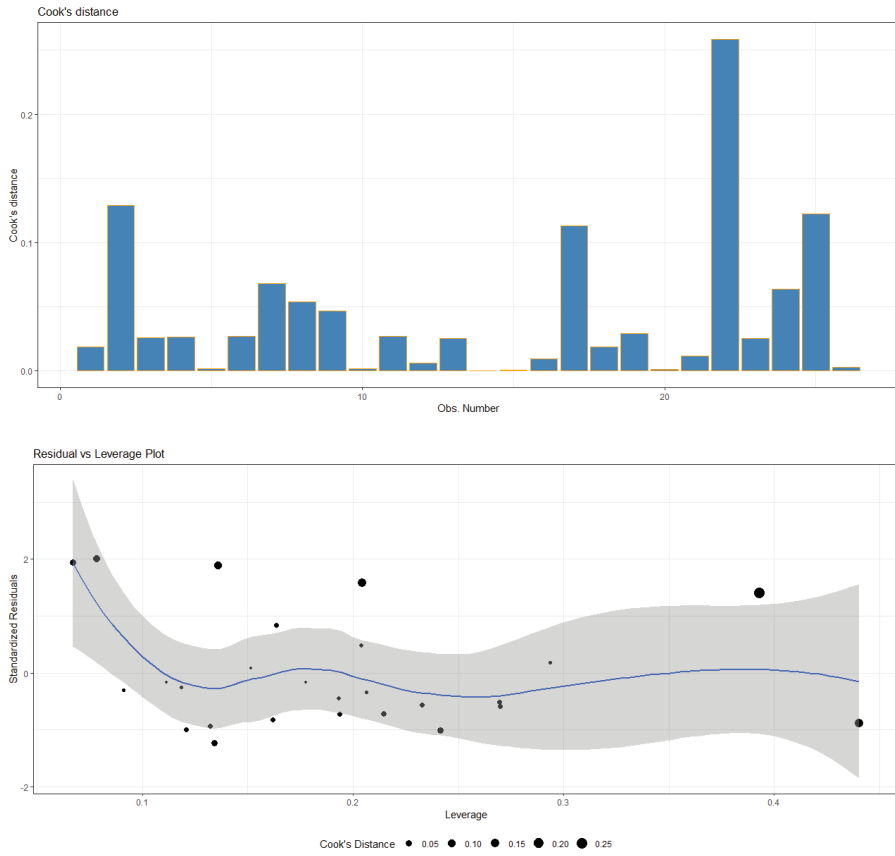 Cook's distance
0.2
0.1
0.0
Cook's distance
0
10
20
Obs. Number
Residual vs Leverage Plot
2
0
-2
Standardized Residuals
0.1
0.2
0.3
0.4
Leverage
Cook's Distance 0.05 0.10 0.15 0.20 0.25